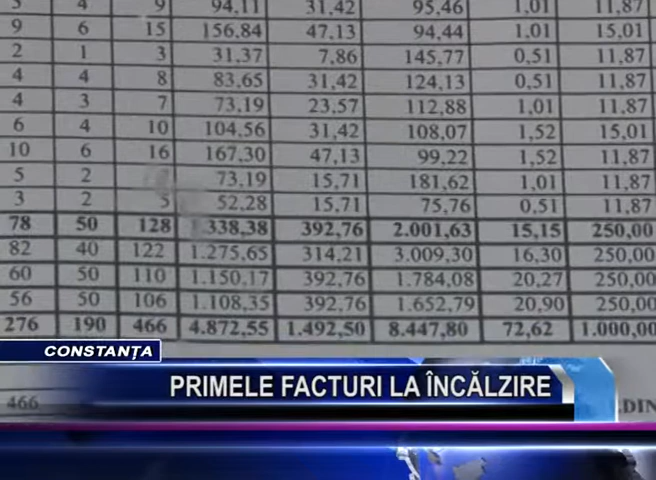 5 4 9 94,11 31,42 95,46 1,01 11,87
9 6 15 156,84 47,13 94,44 1,01 15,01
2 1 3 31,37 7,86 145,77 0,51 11,87
4 4 8 83,65 31,42 124,13 0,51 11,87
4 3 7 73,19 23,57 112,88 1,01 11,87
6 4 10 104,56 31,42 108,07 1,52 15,01
10 6 16 167,30 47,13 99,22 1,52 11,87
5 2 73,19 15,71 181,62 1,01 11,87
3 2 5 52,28 15,71 75,76 0,51 11,87
78 50 128 1.338,38 392,76 2.001,63 15,15 250,00
82 40 122 1.275,65 314,21 3.009,30 16,30 250,00
60 50 110 1.150,17 392,76 1.784,08 20,27 250,00
56 50 106 1.108,35 392,76 1.652,79 20,90 250,00
276 190 466 4.872,55 1.492,50 8.447,80 72,62 1.000,00
CONSTANȚA
PRIMELE FACTURI LA ÎNCĂLZIRE
466